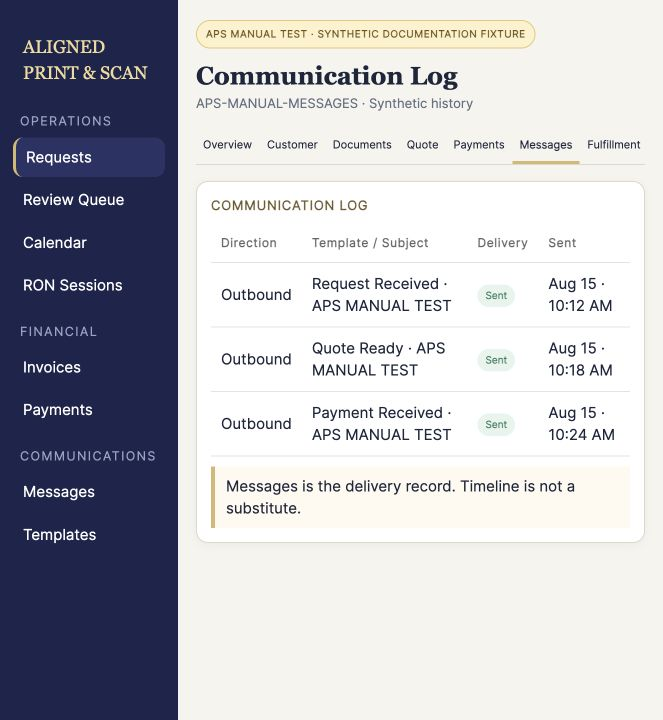 ALIGNED
PRINT & SCAN
OPERATIONS
Requests
Review Queue
Calendar
RON Sessions
FINANCIAL
Invoices
Payments
COMMUNICATIONS
Messages
Templates
APS MANUAL TEST · SYNTHETIC DOCUMENTATION FIXTURE
Communication Log
APS-MANUAL-MESSAGES · Synthetic history
Overview Customer Documents Quote Payments Messages Fulfillment
COMMUNICATION LOG
Direction Template / Subject Delivery Sent
Outbound Request Received · APS MANUAL TEST Sent Aug 15 · 10:12 AM
Outbound Quote Ready · APS MANUAL TEST Sent Aug 15 · 10:18 AM
Outbound Payment Received · APS MANUAL TEST Sent Aug 15 · 10:24 AM
Messages is the delivery record. Timeline is not a
substitute.